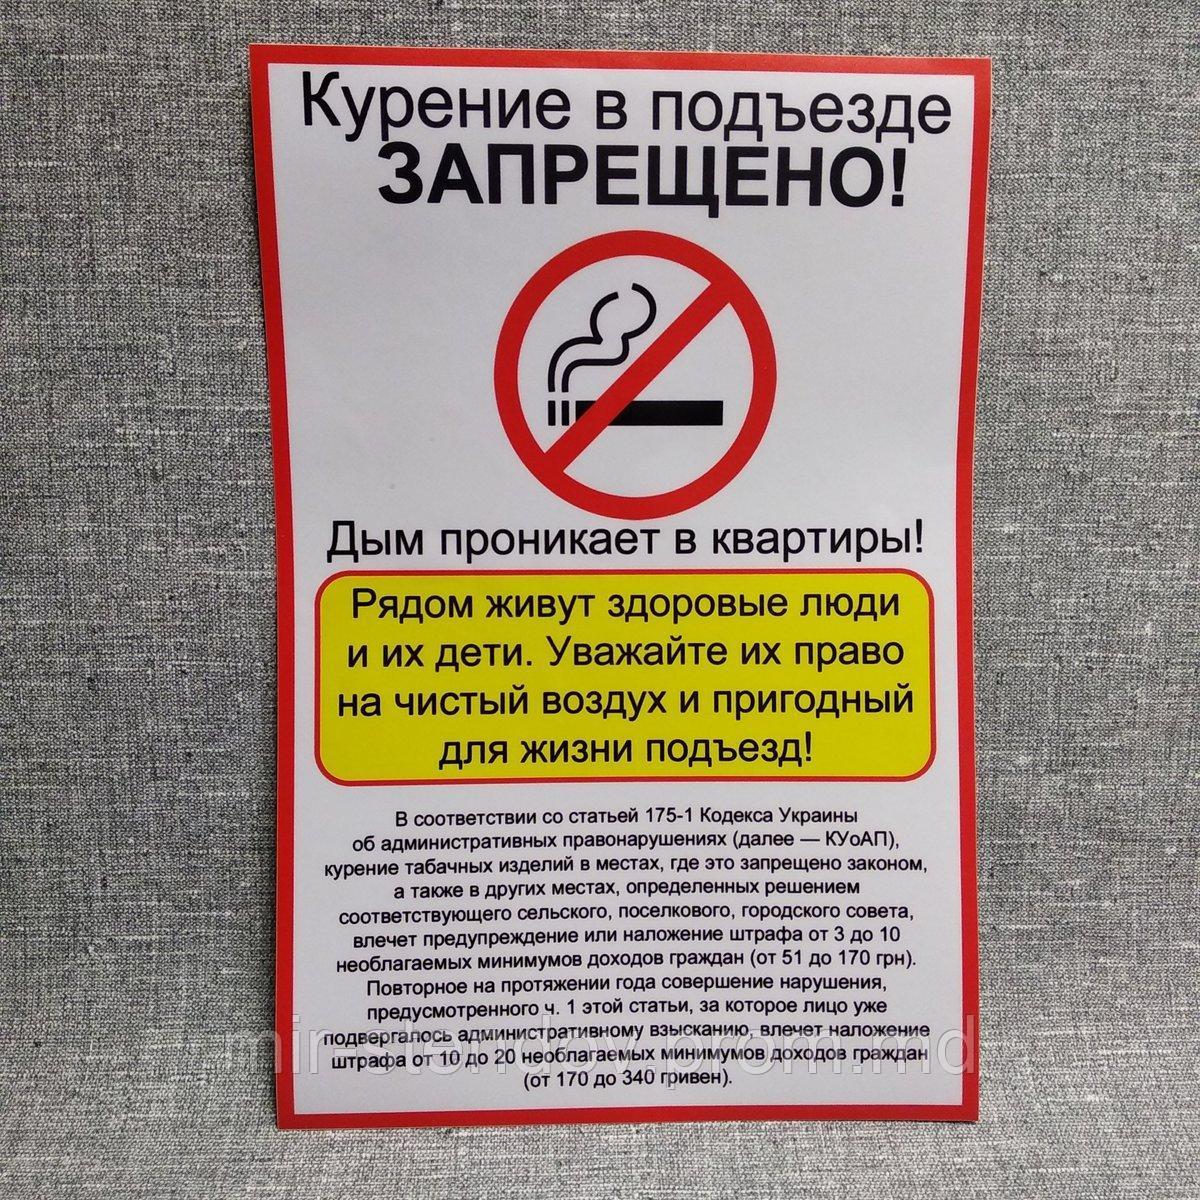 Курение в подъезде
ЗАПРЕЩЕНО!
Дым проникает в квартиры!
Рядом живут здоровые люди
и их дети. Уважайте их право
на чистый воздух и пригодный
для жизни подъезд!
В соответствии со статьей 175-1 Кодекса Украины
об административных правонарушениях (далее — КУоАП),
курение табачных изделий в местах, где это запрещено законом,
а также в других местах, определенных решением
соответствующего сельского, поселкового, городского совета,
влечет предупреждение или наложение штрафа от 3 до 10
необлагаемых минимумов доходов граждан (от 51 до 170 грн).
Повторное на протяжении года совершение нарушения,
предусмотренного ч. 1 этой статьи, за которое лицо уже
подвергалось административному взысканию, влечет наложение
штрафа от 10 до 20 необлагаемых минимумов доходов граждан
(от 170 до 340 гривен).
mir-stendov.prom.md